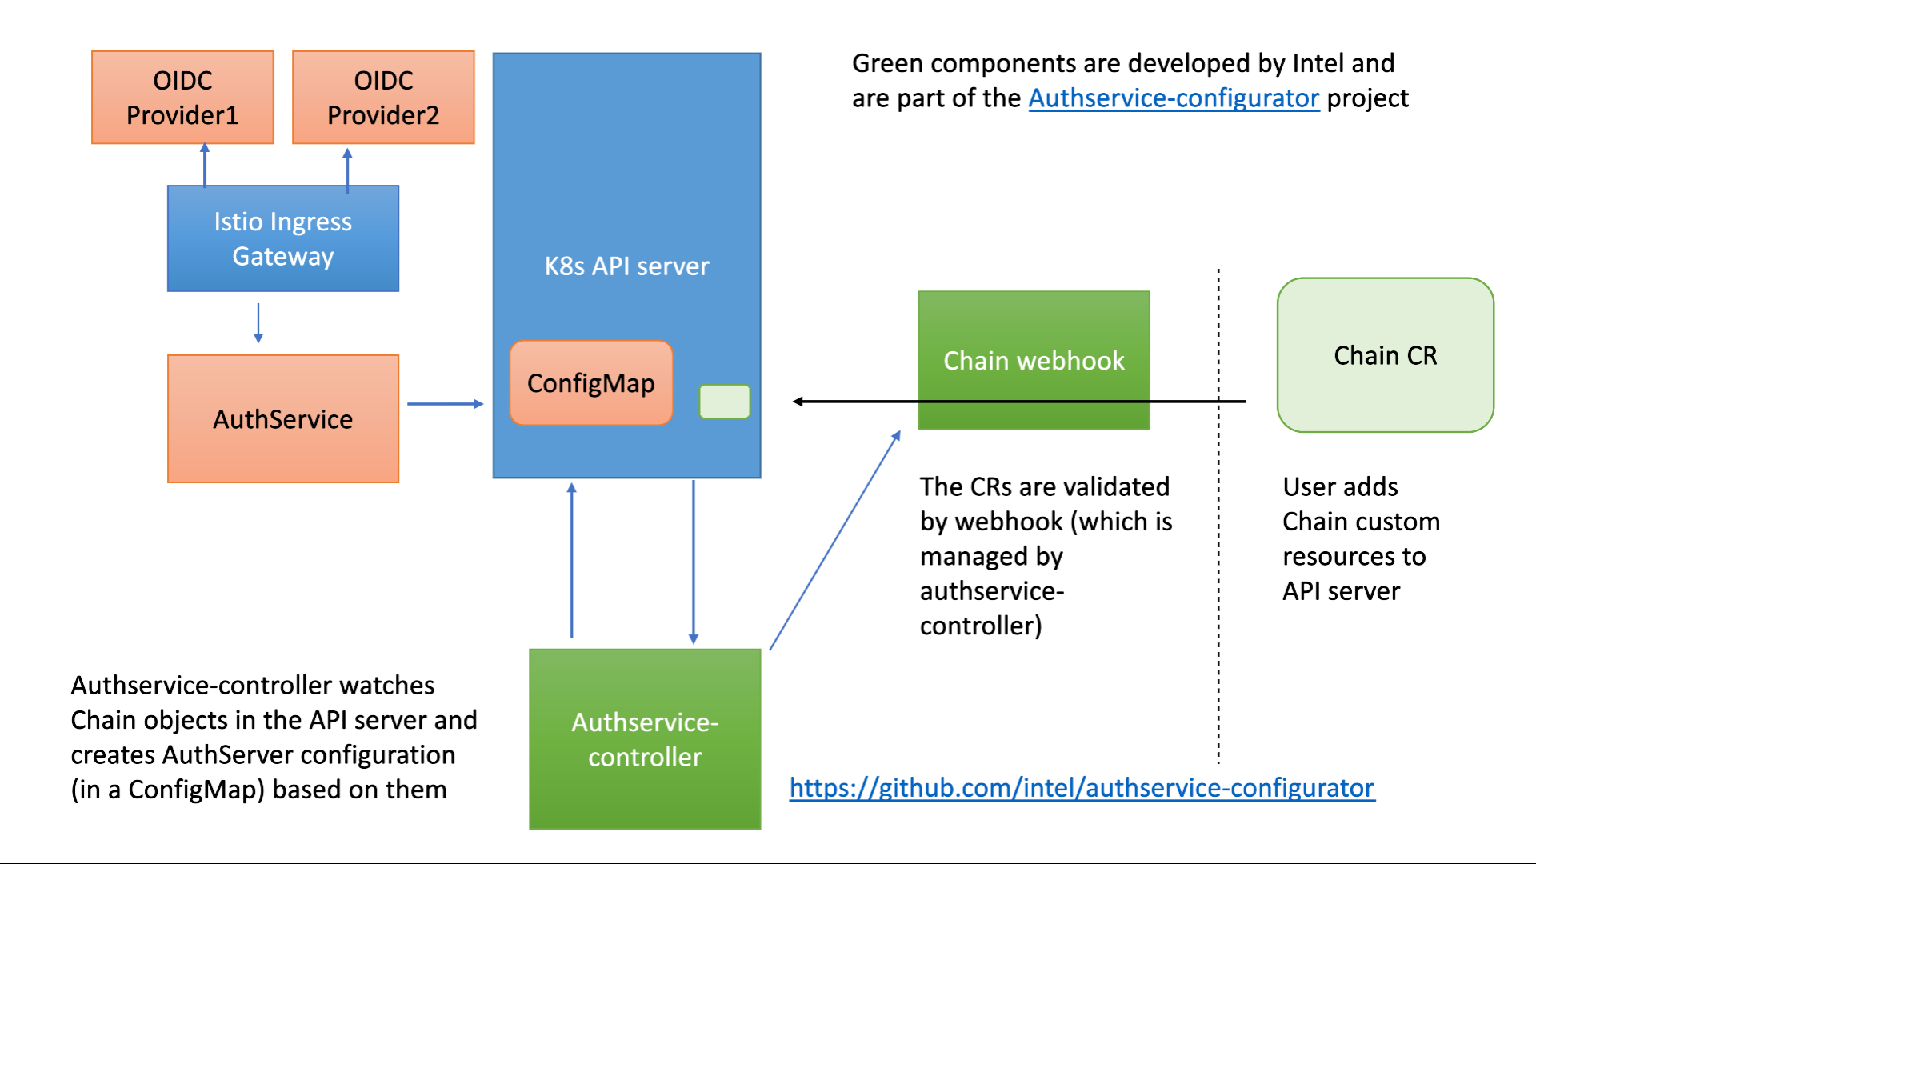 OIDC
Provider1
OIDC
Provider2
Istio Ingress
Gateway
AuthService
K8s API server
ConfigMap
Green components are developed by Intel and
are part of the Authservice-configurator project
Chain webhook
Chain CR
The CRs are validated
by webhook (which is
managed by
authservice-
controller)
User adds
Chain custom
resources to
API server
Authservice-controller watches
Chain objects in the API server and
creates AuthServer configuration
(in a ConfigMap) based on them
Authservice-
controller
https://github.com/intel/authservice-configurator